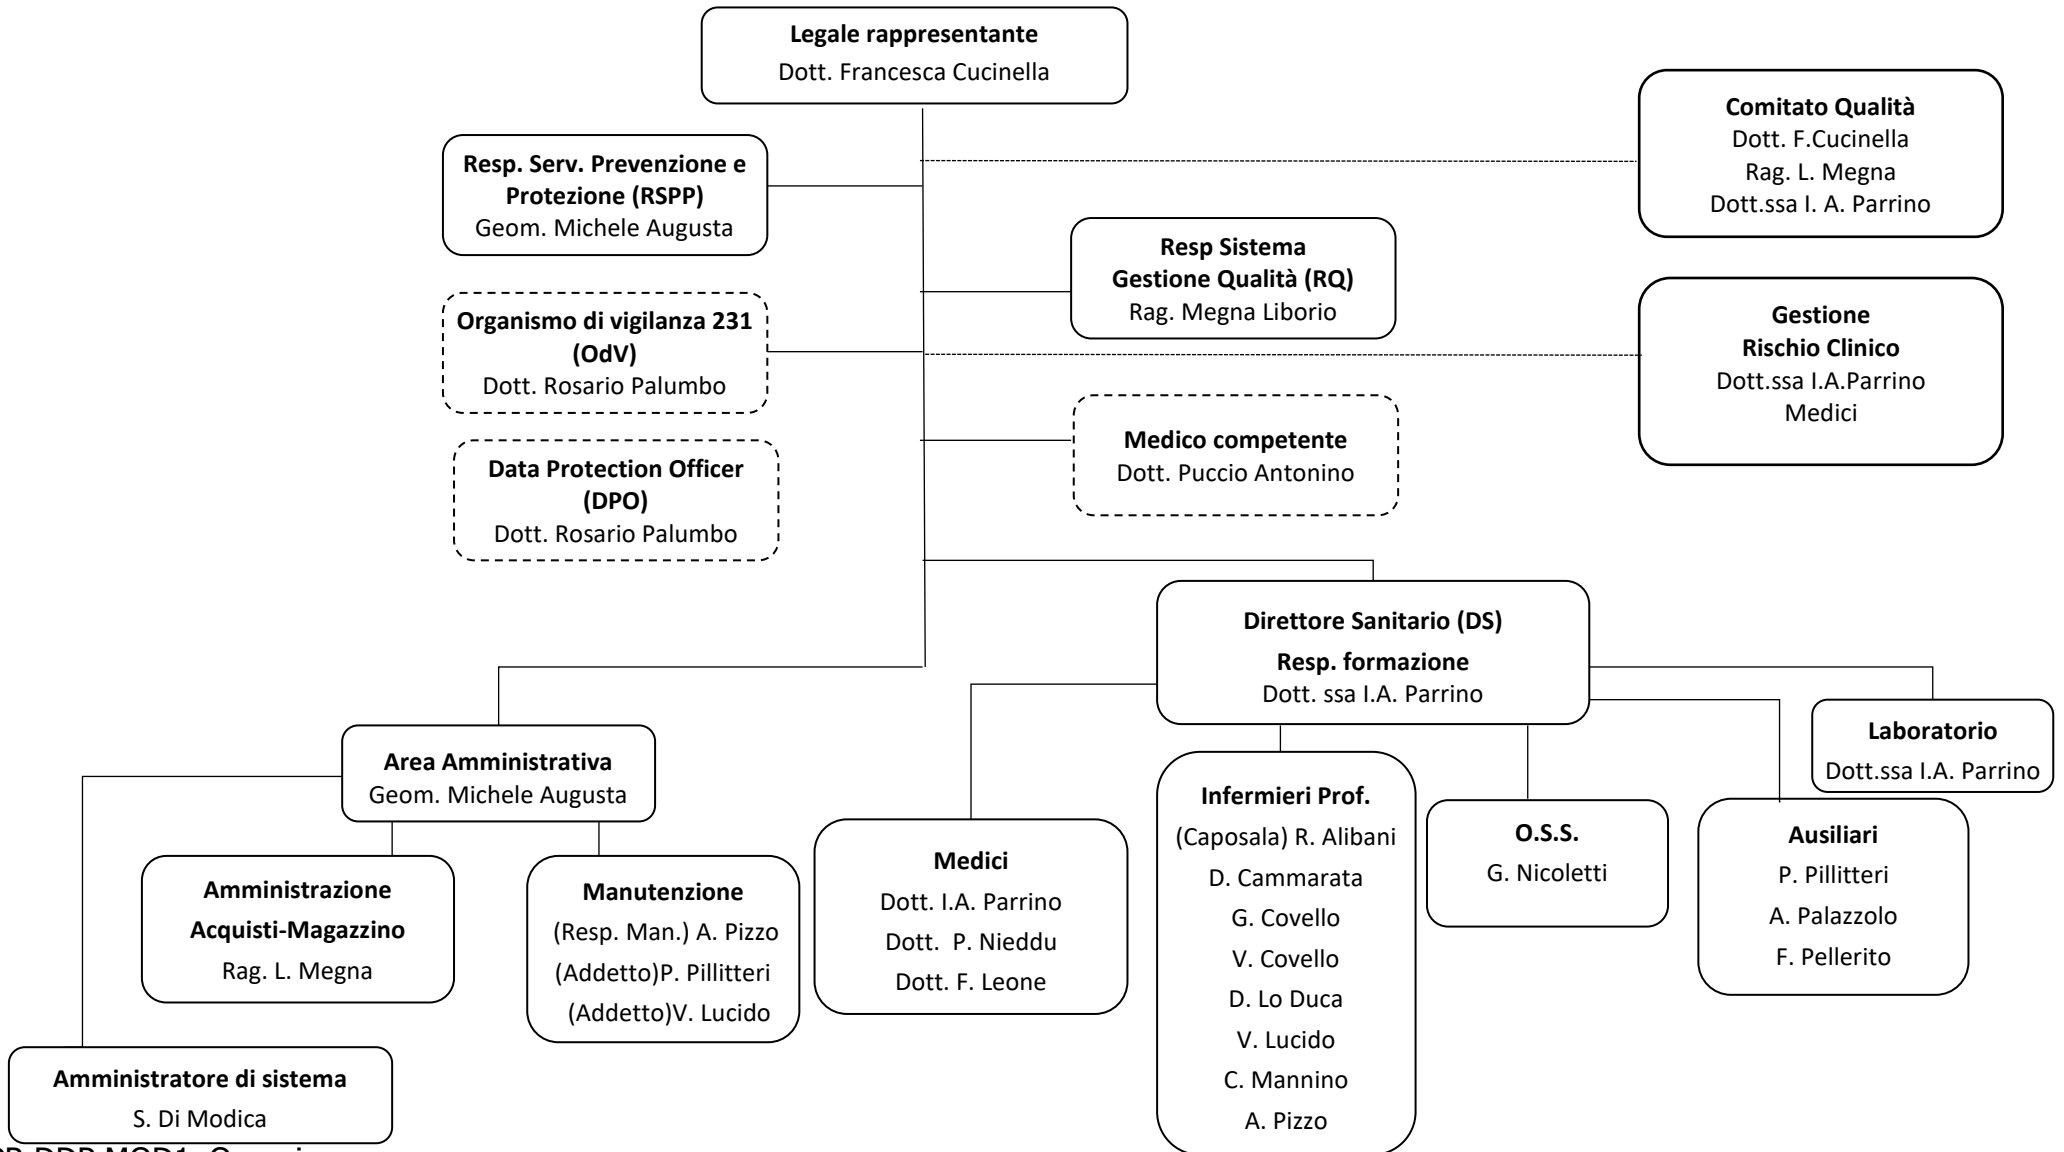 Legale rappresentante
Dott. Francesca Cucinella
Comitato Qualità
Dott. F.Cucinella
Rag. L. Megna
Dott.ssa I. A. Parrino
Resp. Serv. Prevenzione e
Protezione (RSPP)
Geom. Michele Augusta
Resp Sistema
Gestione Qualità (RQ)
Rag. Megna Liborio
Organismo di vigilanza 231
(OdV)
Dott. Rosario Palumbo
Gestione
Rischio Clinico
Dott.ssa I.A.Parrino
Medici
Medico competente
Dott. Puccio Antonino
Data Protection Officer
(DPO)
Dott. Rosario Palumbo
Direttore Sanitario (DS)
Resp. formazione
Dott. ssa I.A. Parrino
Area Amministrativa
Geom. Michele Augusta
Laboratorio
Dott.ssa I.A. Parrino
Amministrazione
Acquisti-Magazzino
Rag. L. Megna
Manutenzione
(Resp. Man.) A. Pizzo
(Addetto)P. Pillitteri
(Addetto)V. Lucido
Medici
Dott. I.A. Parrino
Dott. P. Nieddu
Dott. F. Leone
Infermieri Prof.
(Caposala) R. Alibani
D. Cammarata
G. Covello
V. Covello
D. Lo Duca
V. Lucido
C. Mannino
A. Pizzo
O.S.S.
G. Nicoletti
Ausiliari
P. Pillitteri
A. Palazzolo
F. Pellerito
Amministratore di sistema
S. Di Modica